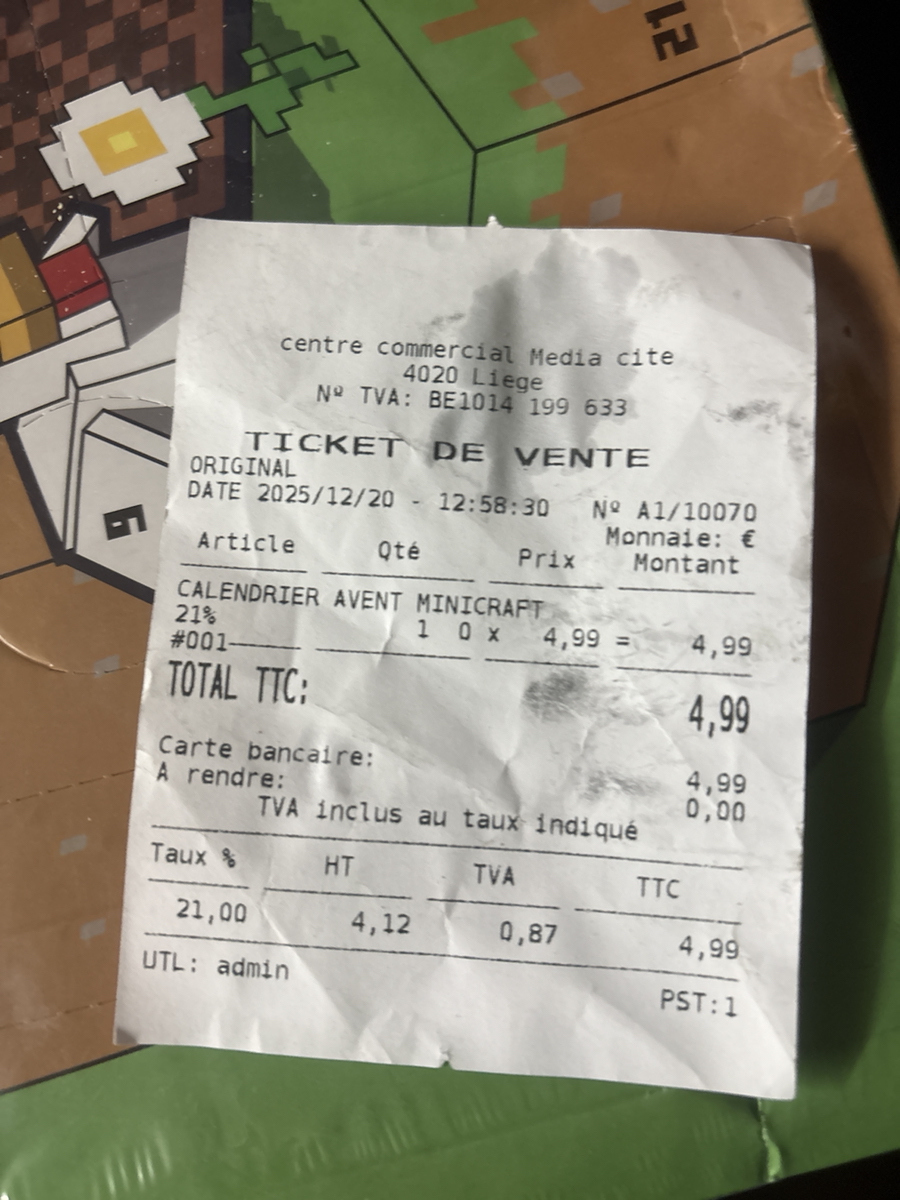 21
6
centre commercial Media cite
4020 Liege
Nº TVA: BE1014 199 633
TICKET DE VENTE
ORIGINAL
DATE 2025/12/20 - 12:58:30 Nº A1/10070
Monnaie: €
Article Qté Prix Montant
CALENDRIER AVENT MINICRAFT
21% 1 0 x 4,99 = 4,99
#001
TOTAL TTC: 4,99
Carte bancaire: 4,99
A rendre: 0,00
TVA inclus au taux indiqué
Taux % HT TVA TTC
21,00 4,12 0,87 4,99
UTL: admin PST:1